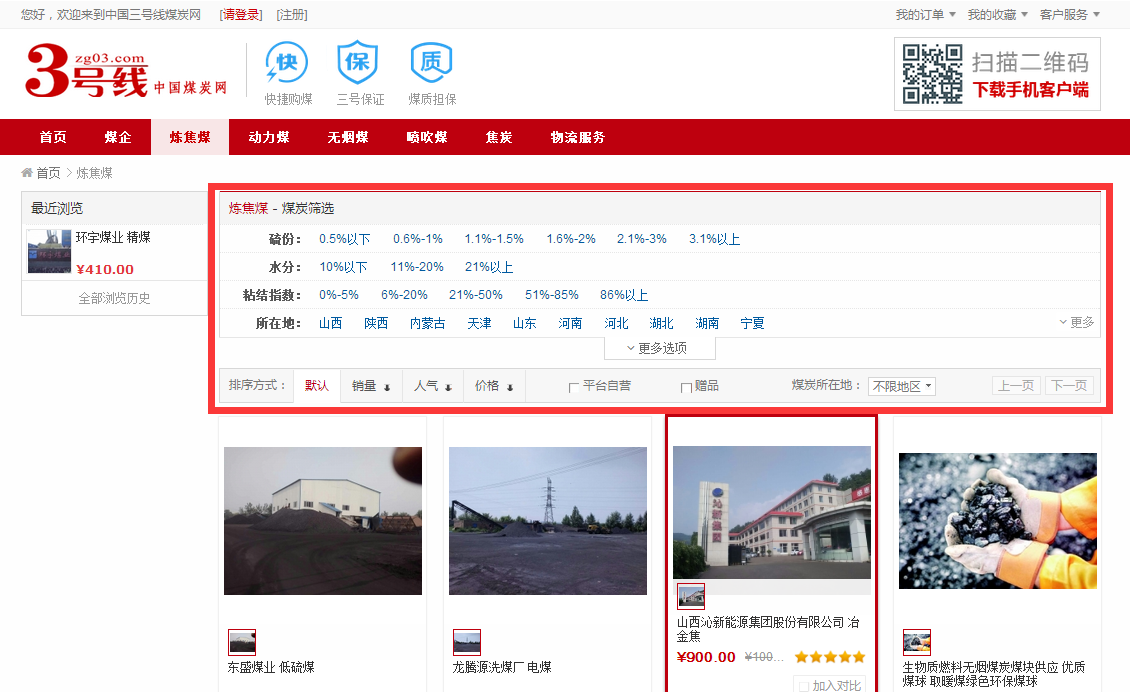 您好，欢迎来到中国三号线煤炭网 [请登录] [注册] 我的订单 我的收藏 客户服务
3号线 zg03.com 中国煤炭网
快 保 质
快捷购煤 三号保证 煤质担保
扫描二维码
下载手机客户端
首页 煤企 炼焦煤 动力煤 无烟煤 喷吹煤 焦炭 物流服务
首页 > 炼焦煤
最近浏览
环宇煤业 精煤
¥410.00
全部浏览历史
炼焦煤 - 煤炭筛选
硫份： 0.5%以下 0.6%-1% 1.1%-1.5% 1.6%-2% 2.1%-3% 3.1%以上
水分： 10%以下 11%-20% 21%以上
粘结指数： 0%-5% 6%-20% 21%-50% 51%-85% 86%以上
所在地： 山西 陕西 内蒙古 天津 山东 河南 河北 湖北 湖南 宁夏 更多
更多选项
排序方式： 默认 销量 人气 价格 平台自营 赠品 煤炭所在地： 不限地区 上一页 下一页
东盛煤业 低硫煤
龙腾源洗煤厂 电煤
沁新集团
山西沁新能源集团股份有限公司 冶
金焦
¥900.00 ¥100...
加入对比
生物质燃料无烟煤炭煤块供应 优质
煤球 取暖煤绿色环保煤球